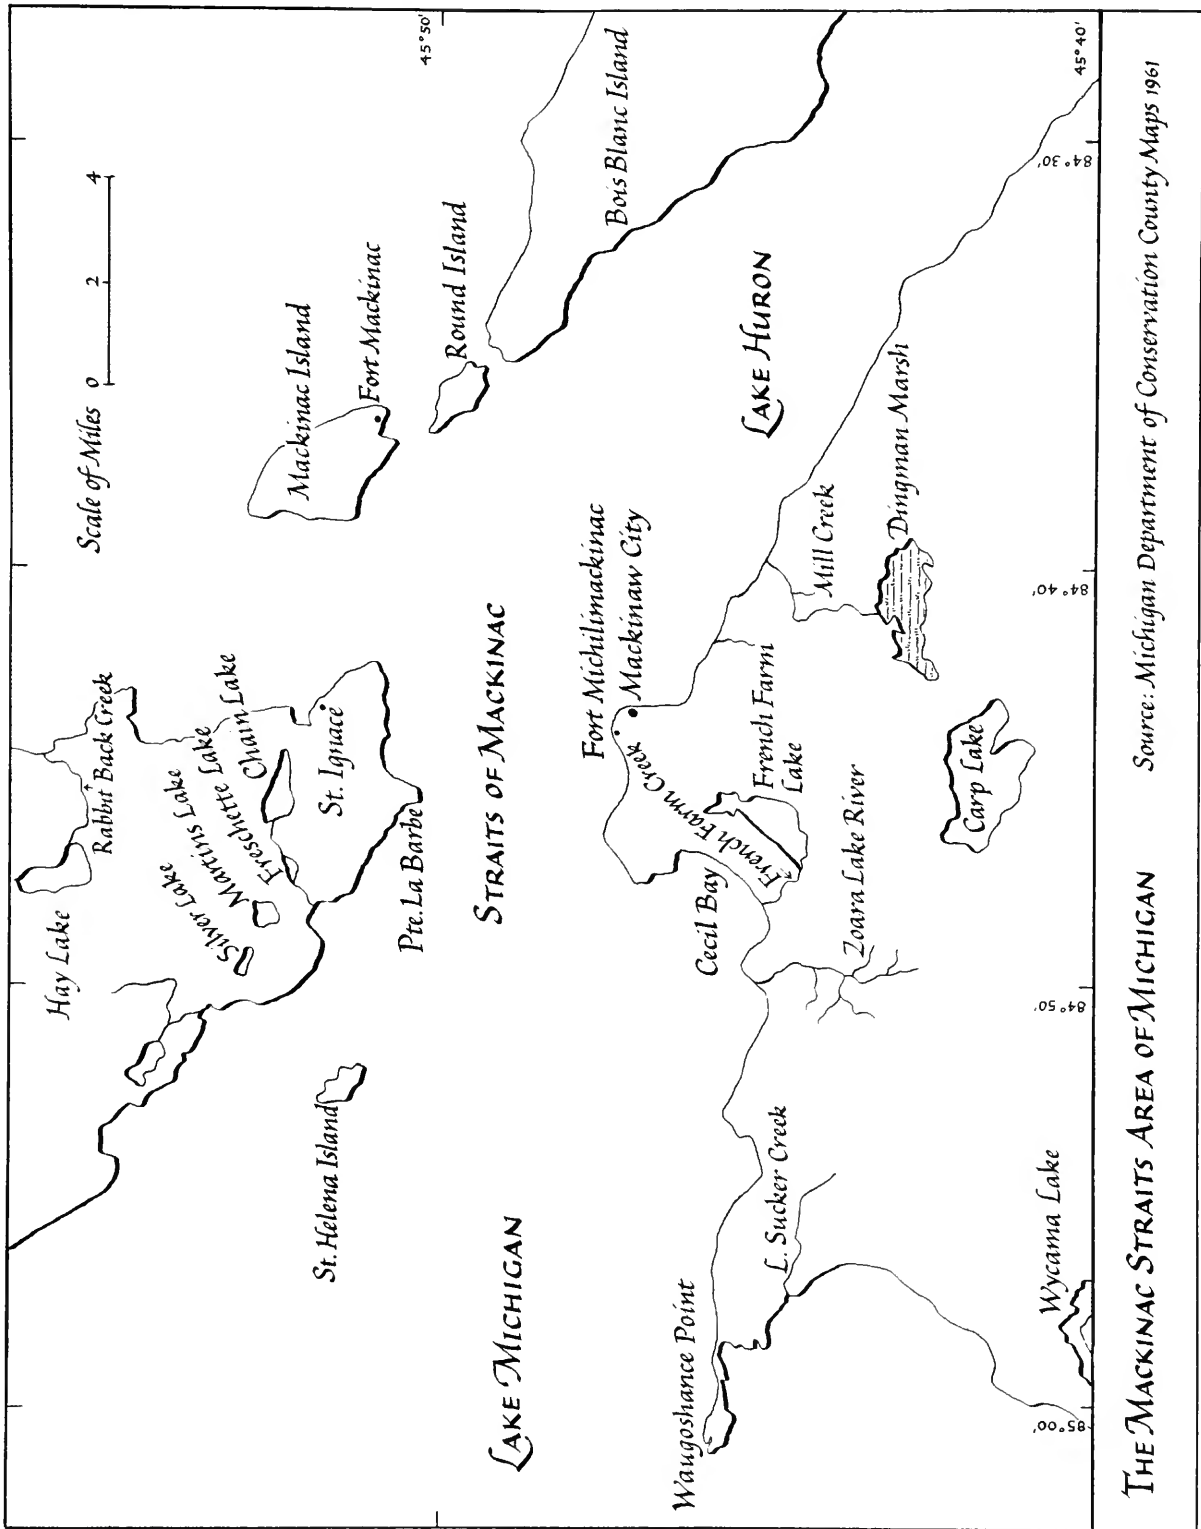 Scale of Miles
0 2 4
Hay Lake
Rabbit Back Creek
Silver Lake
Martins Lake
Freschette Lake
Chain Lake
St. Ignace
Mackinac Island
Fort Mackinac
Round Island
45°50'
St. Helena Island
Pte. La Barbe
STRAITS OF MACKINAC
LAKE MICHIGAN
Bois Blanc Island
Fort Michilimackinac
Mackinaw City
LAKE HURON
Waugoshance Point
Cecil Bay
French Farm Creek
French Farm
Lake
L. Sucker Creek
Zoara Lake River
Mill Creek
Dingman Marsh
Carp Lake
Wycama Lake
45°40'
85°00'
84°50'
84°40'
84°30'
THE MACKINAC STRAITS AREA OF MICHIGAN
Source: Michigan Department of Conservation County Maps 1961